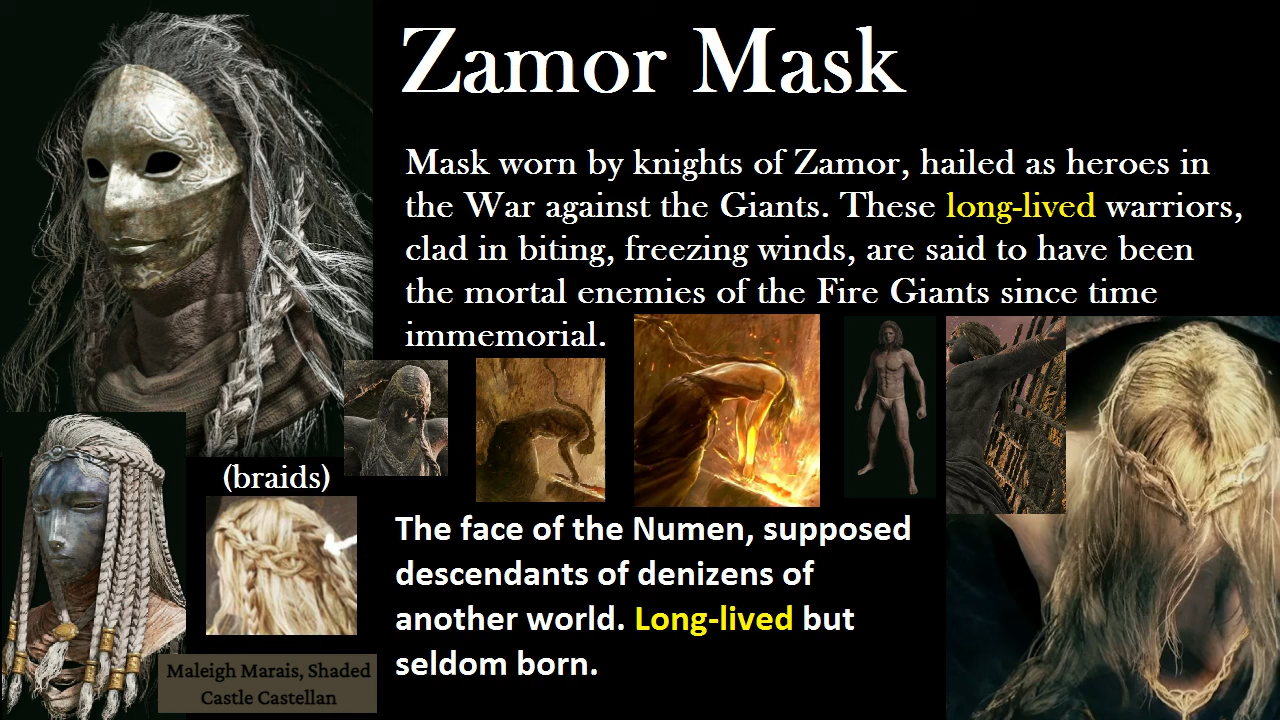 Zamor Mask
Mask worn by knights of Zamor, hailed as heroes in
the War against the Giants. These long-lived warriors,
clad in biting, freezing winds, are said to have been
the mortal enemies of the Fire Giants since time
immemorial.
(braids)
The face of the Numen, supposed
descendants of denizens of
another world. Long-lived but
seldom born.
Maleigh Marais, Shaded
Castle Castellan